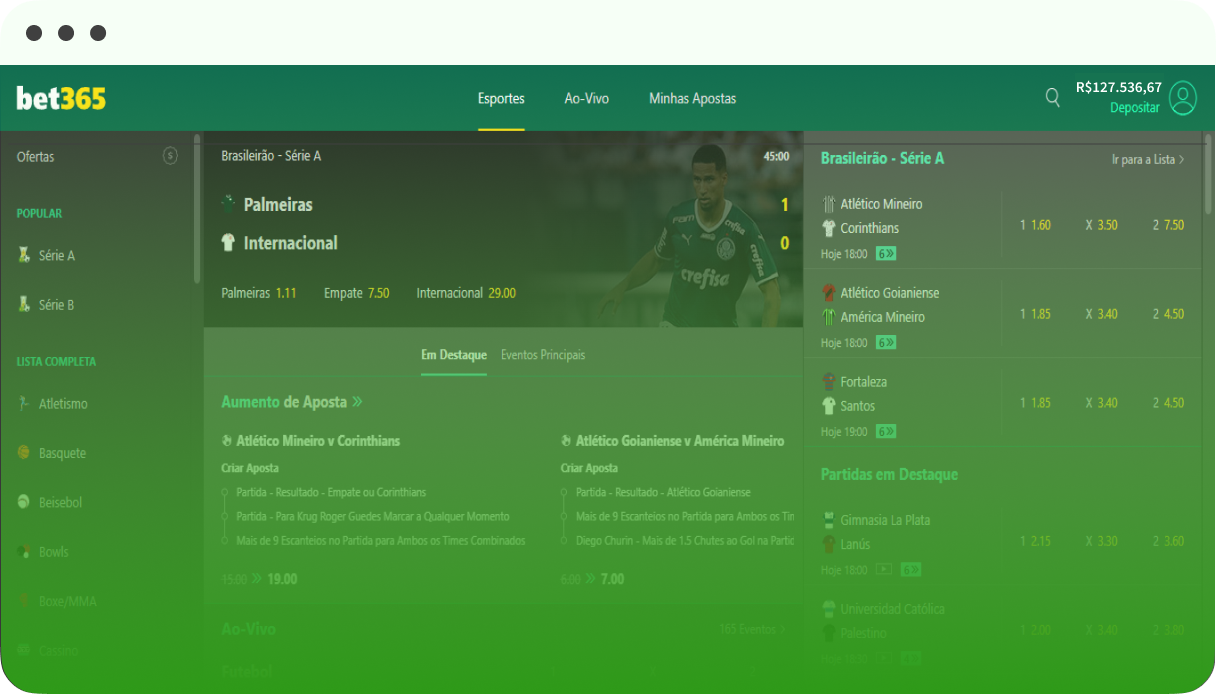 bet365
Esportes
Ao-Vivo
Minhas Apostas
R$127.536,67
Depositar
Ofertas
POPULAR
Série A
Série B
LISTA COMPLETA
Atletismo
Basquete
Beisebol
Bowls
Boxe/MMA
Cassino
Brasileirão - Série A
45:00
Palmeiras 1
Internacional 0
Palmeiras 1.11 Empate 7.50 Internacional 29.00
crefisa
Em Destaque Eventos Principais
Aumento de Aposta »
Atlético Mineiro v Corinthians
Criar Aposta
Partida - Resultado - Empate ou Corinthians
Partida - Para Krug Roger Guedes Marcar a Qualquer Momento
Mais de 9 Escanteios no Partida para Ambos os Times Combinados
15.00 » 19.00
Atlético Goianiense v América Mineiro
Criar Aposta
Partida - Resultado - Atlético Goianiense
Mais de 9 Escanteios no Partida para Ambos os Tim
Diego Churin - Mais de 1.5 Chutes ao Gol na Partid
6.00 » 7.00
Ao-Vivo
165 Eventos >
Futebol
Brasileirão - Série A
Ir para a Lista >
Atlético Mineiro
Corinthians
1 1.60 X 3.50 2 7.50
Hoje 18:00 6»
Atlético Goianiense
América Mineiro
1 1.85 X 3.40 2 4.50
Hoje 18:00 6»
Fortaleza
Santos
1 1.85 X 3.40 2 4.50
Hoje 19:00 6»
Partidas em Destaque
Gimnasia La Plata
Lanús
1 2.15 X 3.30 2 3.60
Hoje 18:00 6»
Universidad Católica
Palestino
1 2.00 X 3.40 2 3.80